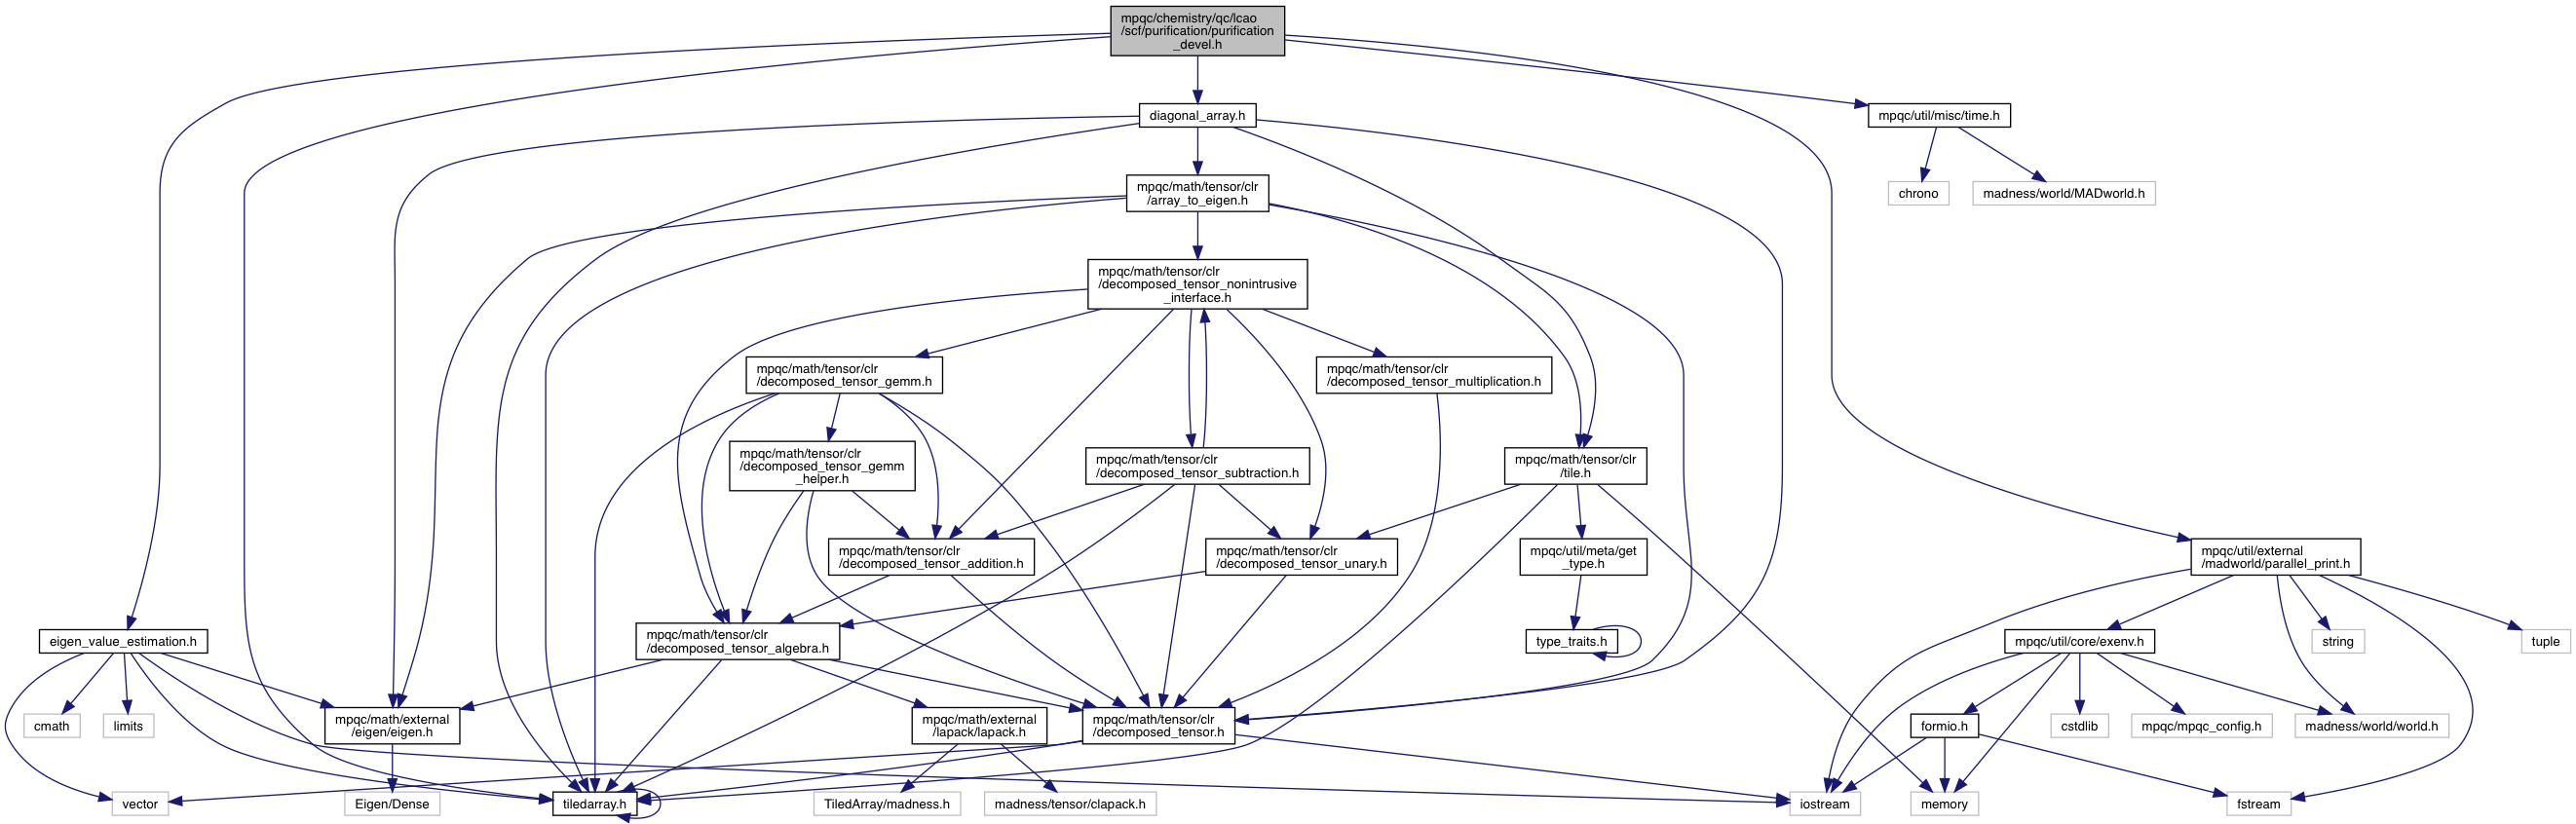 mpqc/chemistry/qc/lcao
/scf/purification/purification
_devel.h
diagonal_array.h
mpqc/util/misc/time.h
mpqc/math/tensor/clr
/array_to_eigen.h
chrono
madness/world/MADworld.h
mpqc/math/tensor/clr
/decomposed_tensor_nonintrusive
_interface.h
mpqc/math/tensor/clr
/decomposed_tensor_gemm.h
mpqc/math/tensor/clr
/decomposed_tensor_multiplication.h
mpqc/math/tensor/clr
/decomposed_tensor_gemm
_helper.h
mpqc/math/tensor/clr
/decomposed_tensor_subtraction.h
mpqc/math/tensor/clr
/tile.h
mpqc/math/tensor/clr
/decomposed_tensor_addition.h
mpqc/math/tensor/clr
/decomposed_tensor_unary.h
mpqc/util/meta/get
_type.h
mpqc/util/external
/madworld/parallel_print.h
eigen_value_estimation.h
mpqc/math/tensor/clr
/decomposed_tensor_algebra.h
type_traits.h
mpqc/util/core/exenv.h
string
tuple
cmath
limits
mpqc/math/external
/eigen/eigen.h
mpqc/math/external
/lapack/lapack.h
mpqc/math/tensor/clr
/decomposed_tensor.h
formio.h
cstdlib
mpqc/mpqc_config.h
madness/world/world.h
vector
Eigen/Dense
tiledarray.h
TiledArray/madness.h
madness/tensor/clapack.h
iostream
memory
fstream